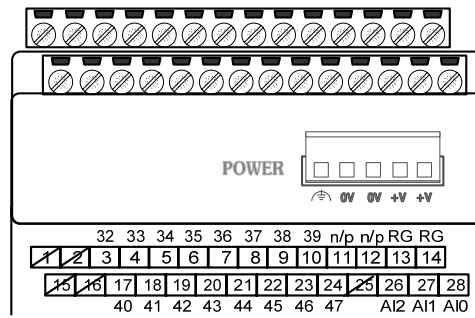 POWER
⏚ 0V 0V +V +V
32 33 34 35 36 37 38 39 n/p n/p RG RG
1 2 3 4 5 6 7 8 9 10 11 12 13 14
15 16 17 18 19 20 21 22 23 24 25 26 27 28
40 41 42 43 44 45 46 47 AI2 AI1 AI0